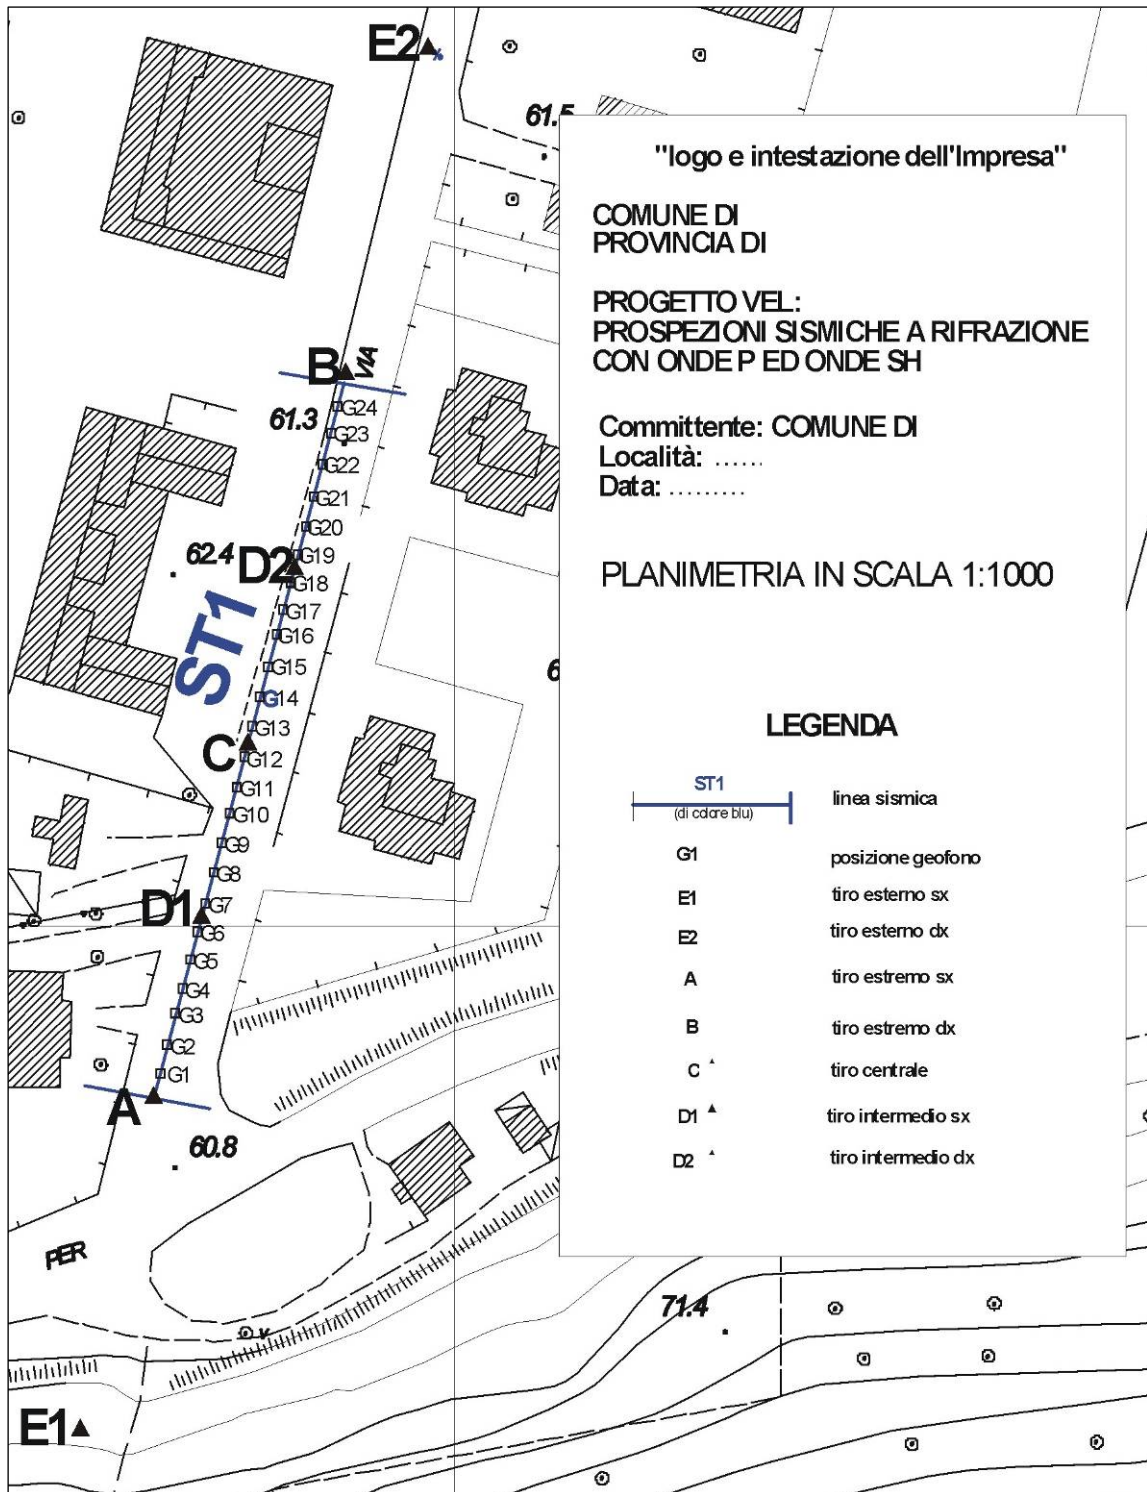 E2
61.5
"logo e intestazione dell'Impresa"
COMUNE DI
PROVINCIA DI
PROGETTO VEL:
PROSPEZIONI SISMICHE A RIFRAZIONE
CON ONDE P ED ONDE SH
Committente: COMUNE DI
Località: ......
Data: .........
PLANIMETRIA IN SCALA 1:1000
LEGENDA
ST1
(di colore blu)
linea sismica
G1 posizione geofono
E1 tiro esterno sx
E2 tiro esterno dx
A tiro estremo sx
B tiro estremo dx
C tiro centrale
D1 tiro intermedio sx
D2 tiro intermedio dx
B
VIA
G24
61.3
G23
G22
G21
G20
62.4
D2
G19
G18
G17
ST1
G16
G15
6
G14
G13
C
G12
G11
G10
G9
G8
D1
G7
G6
G5
G4
G3
G2
G1
A
60.8
PER
71.4
v
E1